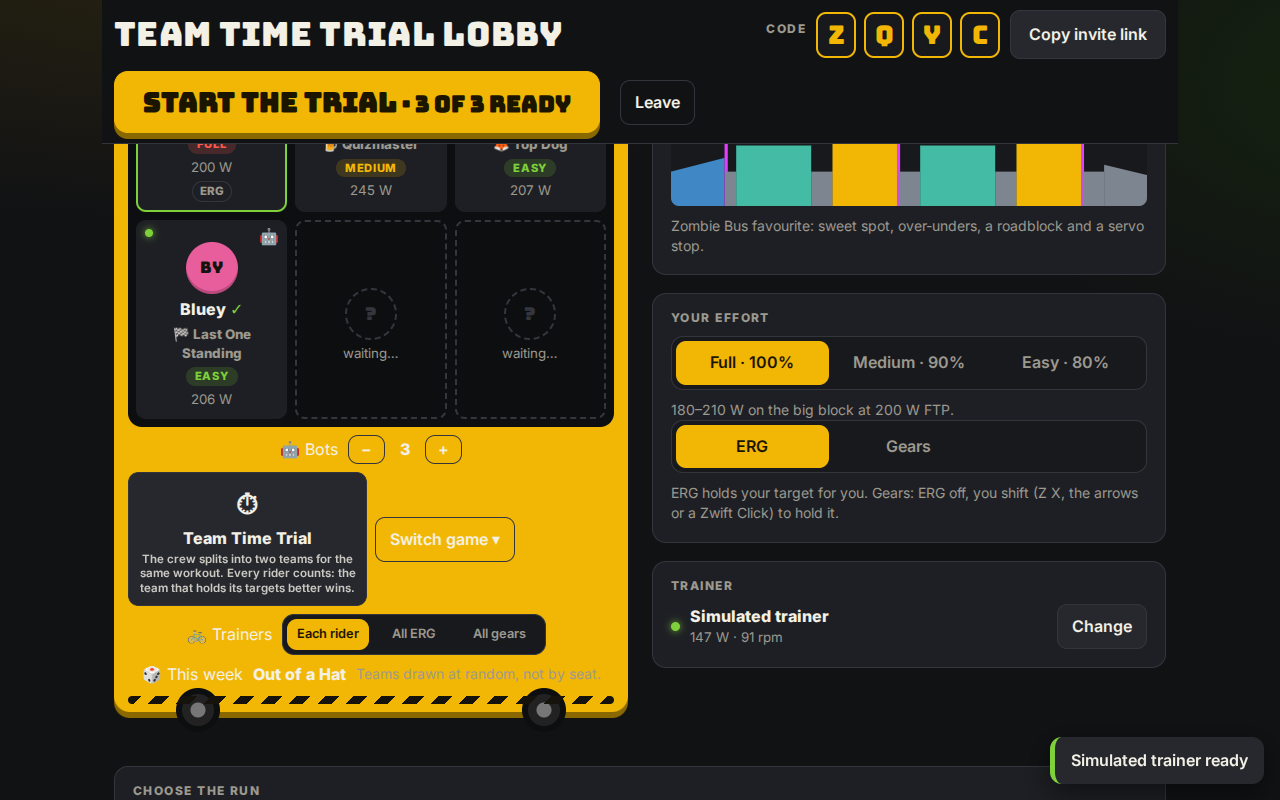 TEAM TIME TRIAL LOBBY
CODE
Z Q Y C
Copy invite link
START THE TRIAL · 3 OF 3 READY
Leave
FULL
200 W
ERG
Quizmaster
MEDIUM
245 W
Top Dog
EASY
207 W
BY
Bluey ✓
Last One
Standing
EASY
206 W
?
waiting...
?
waiting...
Bots − 3 +
Team Time Trial
The crew splits into two teams for the
same workout. Every rider counts: the
team that holds its targets better wins.
Switch game ▾
Trainers
Each rider
All ERG
All gears
This week Out of a Hat Teams drawn at random, not by seat.
Zombie Bus favourite: sweet spot, over-unders, a roadblock and a servo
stop.
YOUR EFFORT
Full · 100%
Medium · 90%
Easy · 80%
180–210 W on the big block at 200 W FTP.
ERG
Gears
ERG holds your target for you. Gears: ERG off, you shift (Z X, the arrows
or a Zwift Click) to hold it.
TRAINER
Simulated trainer
147 W · 91 rpm
Change
CHOOSE THE RUN
Simulated trainer ready